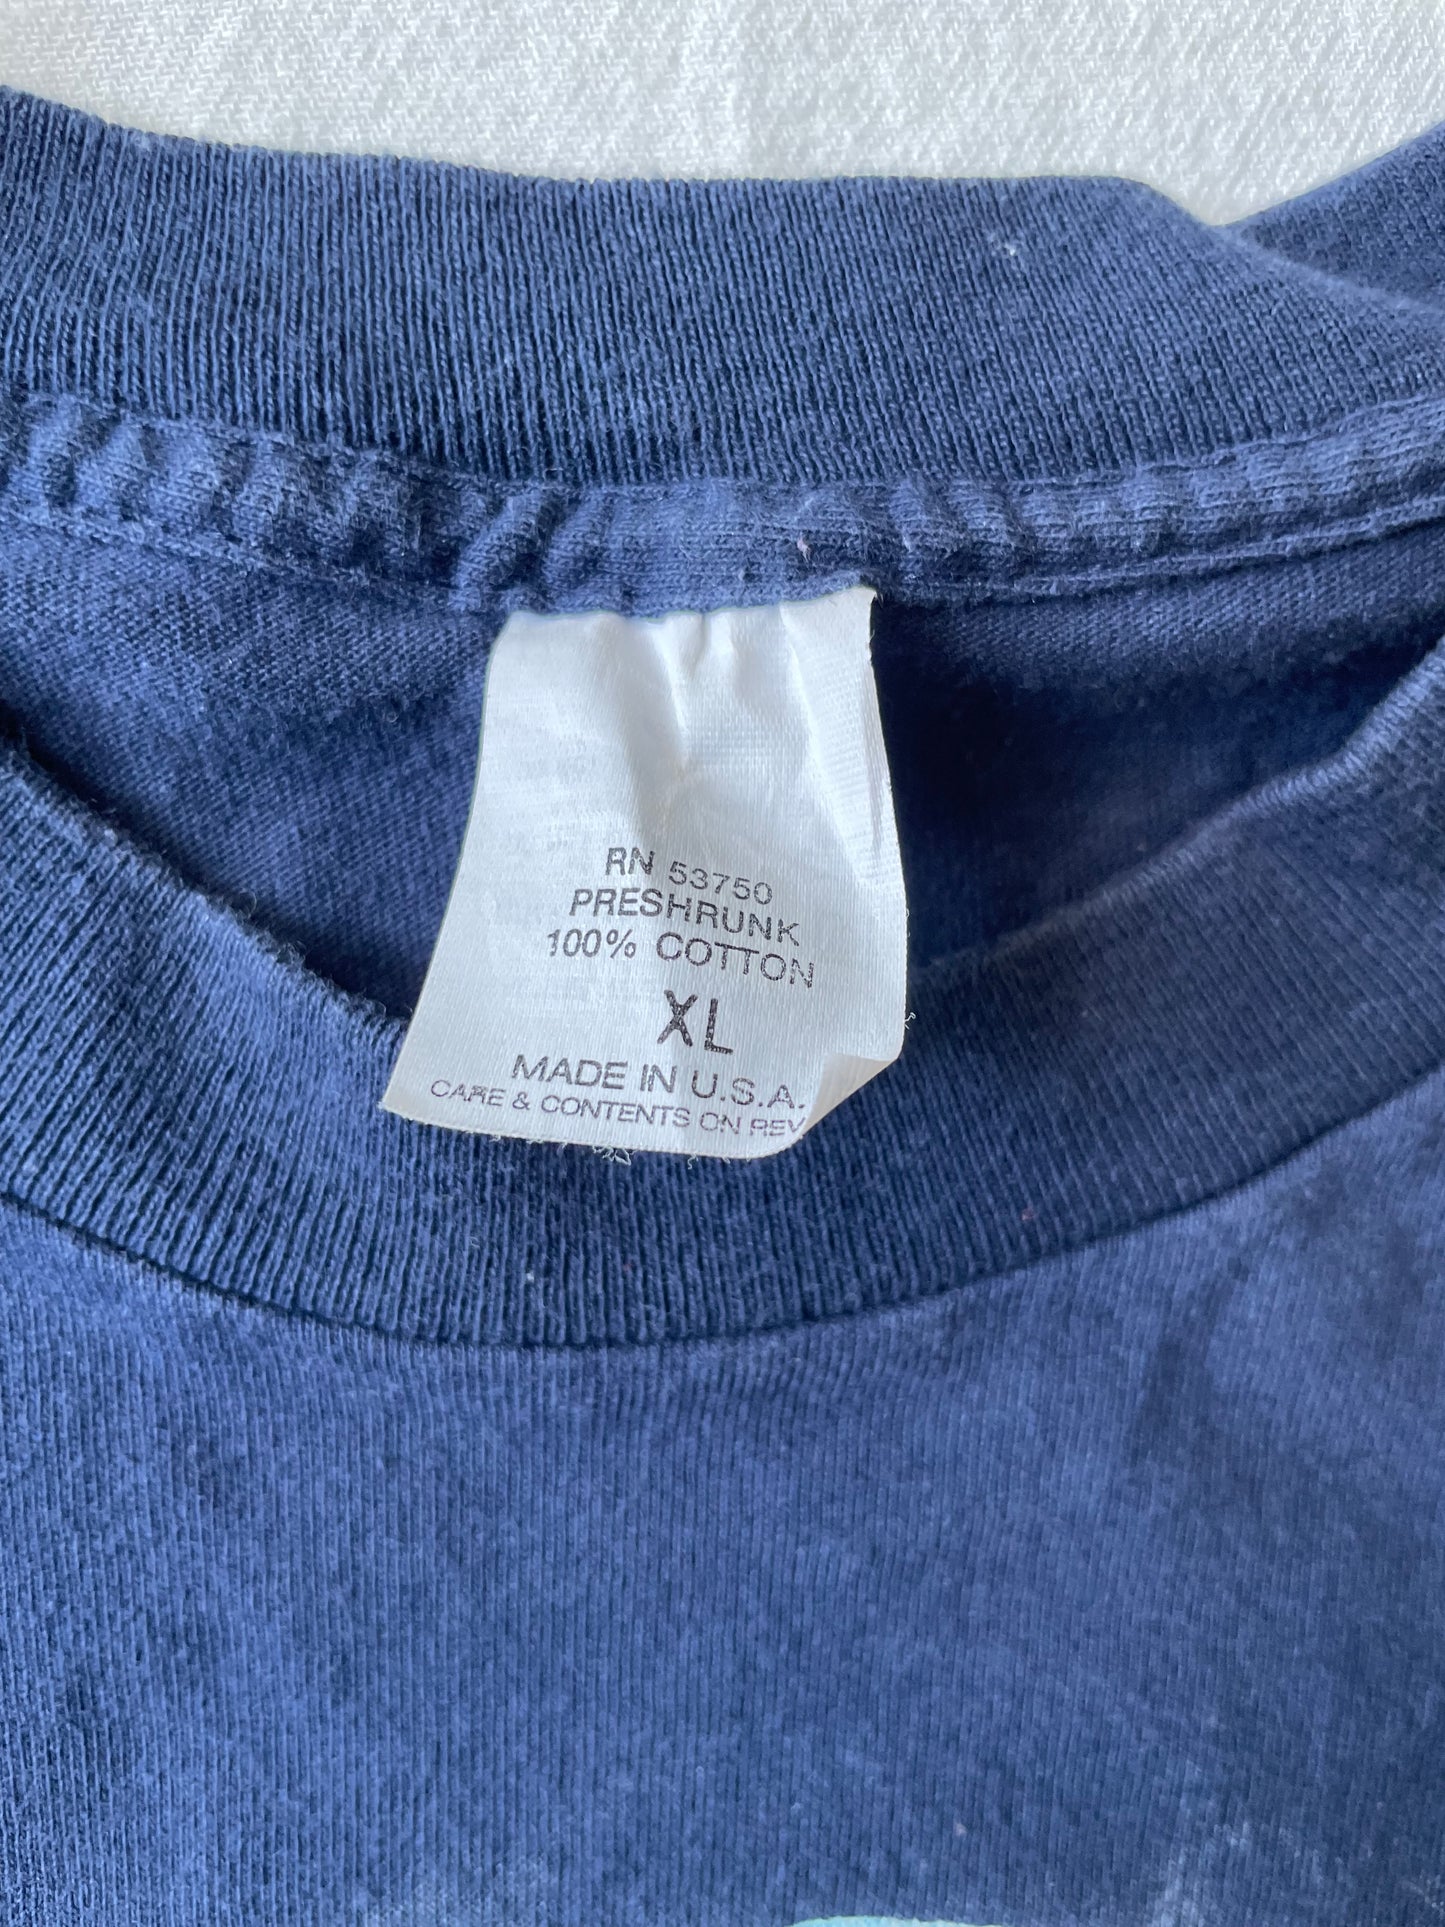 RN 53750
PRESHRUNK
100% COTTON
XL
MADE IN U.S.A.
CARE & CONTENTS ON REV